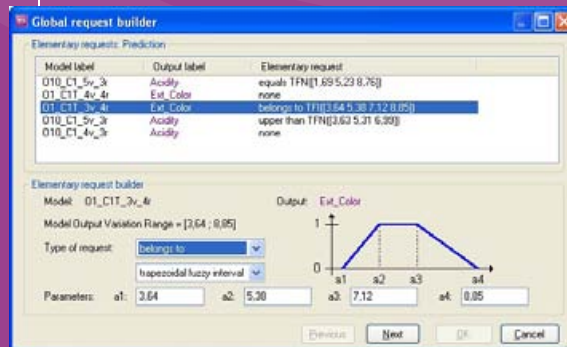 Global request builder
Elementary requests: Prediction
Model label Output label Elementary request
O10_C1_5v_3r Acidity equals TFN([1.69 5.23 8.76])
O1_C1T_4v_4r Ext_Color none
O1_C1T_3v_4r Ext_Color belongs to TFI([3.64 5.38 7.12 8.85])
O10_C1_5v_3r Acidity upper than TFN([3.63 5.31 6.99])
O10_C1_4v_3r Acidity none
Elementary request builder
Model: O1_C1T_3v_4r Output: Ext_Color
Model Output Variation Range = [3,64 ; 8,85]
Type of request: belongs to
trapezoidal fuzzy interval
1
0
a1 a2 a3 a4
Parameters: a1: 3.64 a2: 5.38 a3: 7.12 a4: 8.85
Previous Next OK Cancel